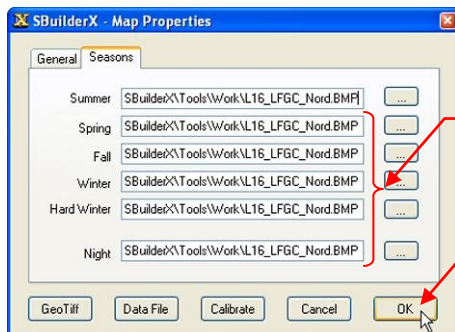 SBuilderX - Map Properties
General Seasons
Summer SBuilderX\Tools\Work\L16_LFGC_Nord.BMP ...
Spring SBuilderX\Tools\Work\L16_LFGC_Nord.BMP ...
Fall SBuilderX\Tools\Work\L16_LFGC_Nord.BMP ...
Winter SBuilderX\Tools\Work\L16_LFGC_Nord.BMP ...
Hard Winter SBuilderX\Tools\Work\L16_LFGC_Nord.BMP ...
Night SBuilderX\Tools\Work\L16_LFGC_Nord.BMP ...
GeoTiff Data File Calibrate Cancel OK